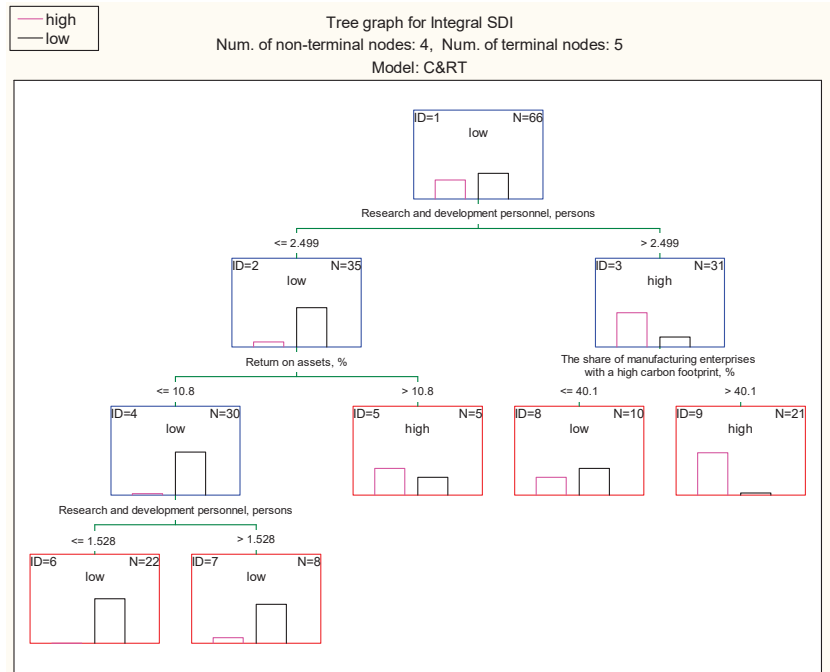 high
low
Tree graph for Integral SDI
Num. of non-terminal nodes: 4, Num. of terminal nodes: 5
Model: C&RT
ID=1 N=66
low
Research and development personnel, persons
<= 2.499 > 2.499
ID=2 N=35 ID=3 N=31
low high
Return on assets, % The share of manufacturing enterprises
with a high carbon footprint, %
<= 10.8 > 10.8 <= 40.1 > 40.1
ID=4 N=30 ID=5 N=5 ID=8 N=10 ID=9 N=21
low high low high
Research and development personnel, persons
<= 1.528 > 1.528
ID=6 N=22 ID=7 N=8
low low